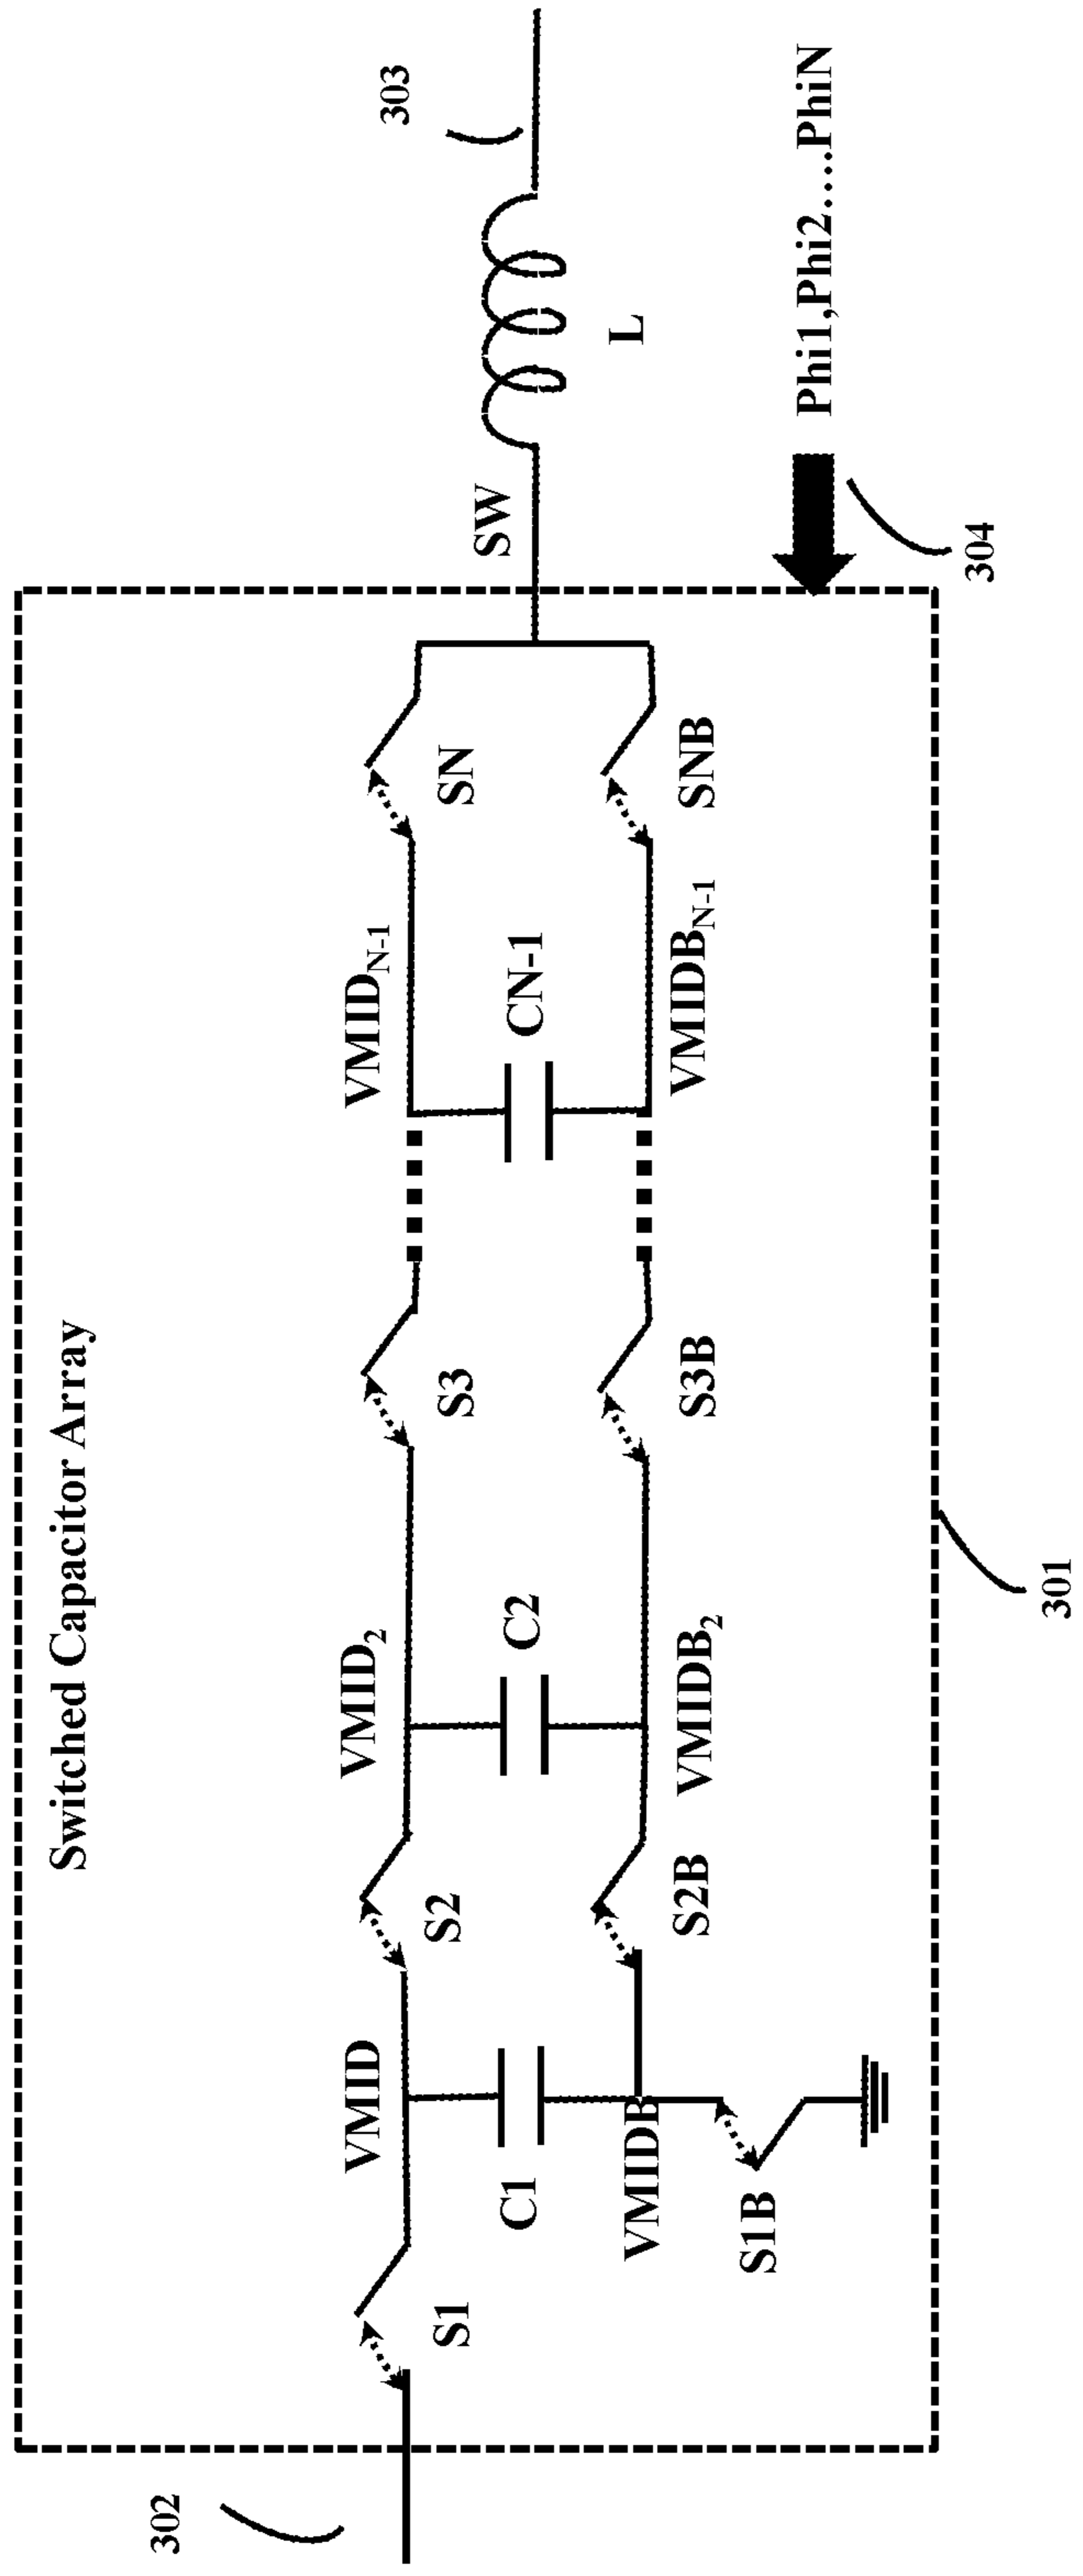 Switched Capacitor Array
302
S1
VMID
S2
VMID2
S3
VMIDN-1
SN
SW
303
C1
C2
CN-1
L
VMIDB
S2B
VMIDB2
S3B
VMIDBN-1
SNB
S1B
Phi1,Phi2….PhiN
304
301